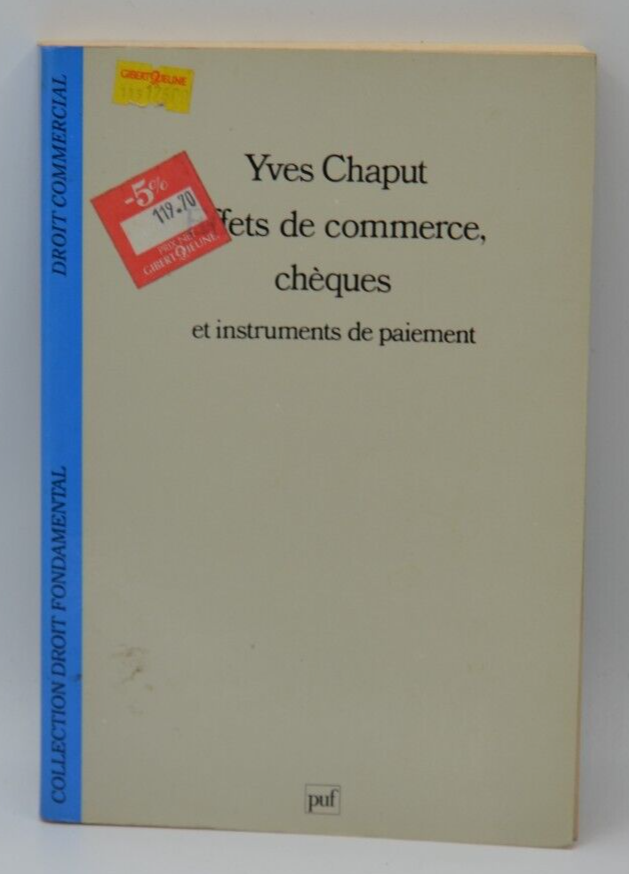 GIBERT JEUNE
-5%
119.70
PRIX NET
GIBERT JEUNE
Yves Chaput
ffets de commerce,
chèques
et instruments de paiement
DROIT COMMERCIAL
COLLECTION DROIT FONDAMENTAL
puf